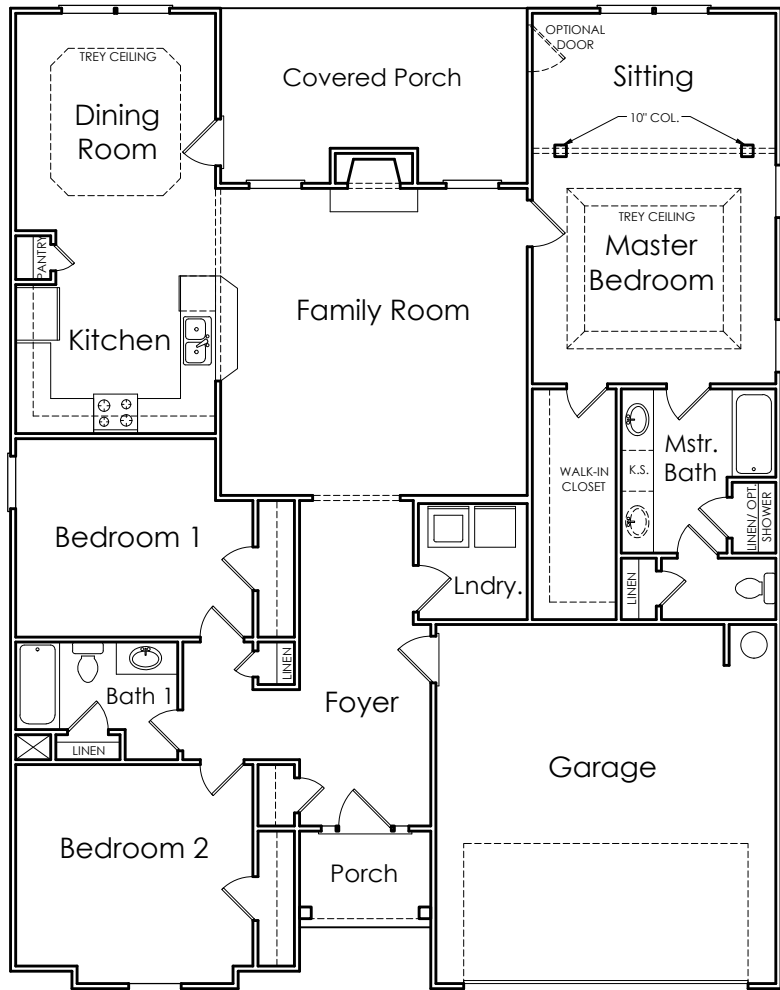 OPTIONAL
DOOR
TREY CEILING
Covered Porch
Sitting
Dining
Room
10" COL.
TREY CEILING
PANTRY
Master
Bedroom
Family Room
Kitchen
WALK-IN
CLOSET
K.S.
Mstr.
Bath
LINEN/ OPT.
SHOWER
Bedroom 1
Lndry.
LINEN
LINEN
Bath 1
LINEN
Foyer
Garage
Bedroom 2
Porch